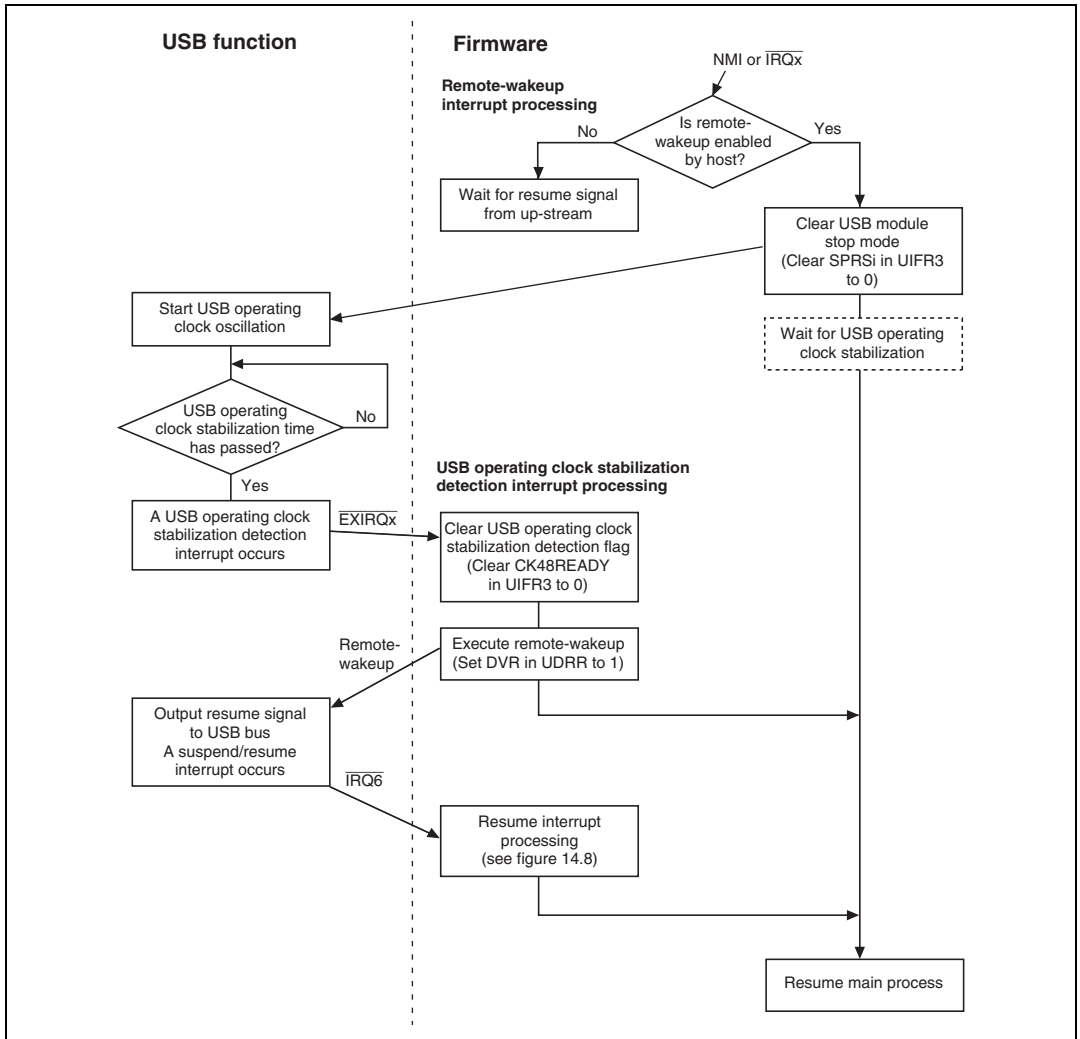 USB function
Firmware
NMI or IRQx
Remote-wakeup
interrupt processing
Is remote-
wakeup enabled
by host?
No
Yes
Wait for resume signal
from up-stream
Clear USB module
stop mode
(Clear SPRSi in UIFR3
to 0)
Start USB operating
clock oscillation
Wait for USB operating
clock stabilization
USB operating
clock stabilization time
has passed?
No
Yes
USB operating clock stabilization
detection interrupt processing
A USB operating clock
stabilization detection
interrupt occurs
EXIRQx
Clear USB operating clock
stabilization detection flag
(Clear CK48READY
in UIFR3 to 0)
Remote-
wakeup
Execute remote-wakeup
(Set DVR in UDRR to 1)
Output resume signal
to USB bus
A suspend/resume
interrupt occurs
IRQ6
Resume interrupt
processing
(see figure 14.8)
Resume main process